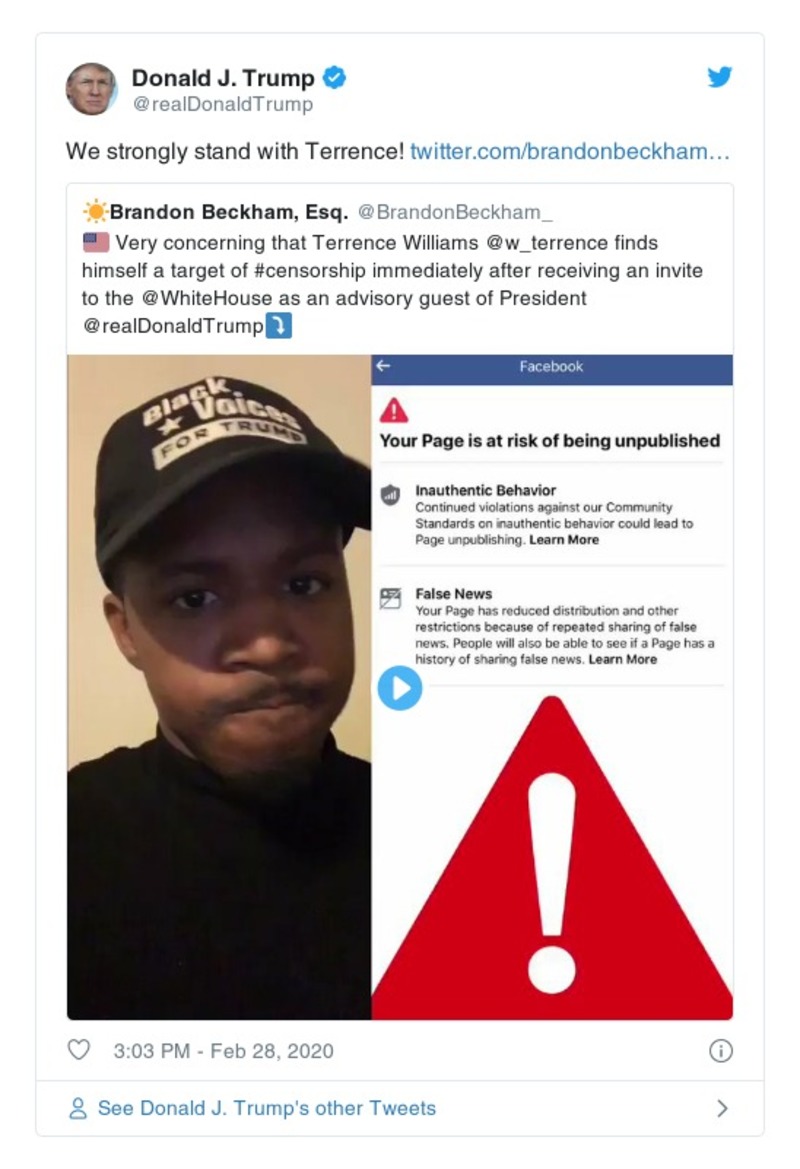 Donald J. Trump
@realDonaldTrump
We strongly stand with Terrence! twitter.com/brandonbeckham…
Brandon Beckham, Esq. @BrandonBeckham_
Very concerning that Terrence Williams @w_terrence finds
himself a target of #censorship immediately after receiving an invite
to the @WhiteHouse as an advisory guest of President
@realDonaldTrump
Black
Voices
FOR TRUMP
Facebook
Your Page is at risk of being unpublished
Inauthentic Behavior
Continued violations against our Community
Standards on inauthentic behavior could lead to
Page unpublishing. Learn More
False News
Your Page has reduced distribution and other
restrictions because of repeated sharing of false
news. People will also be able to see if a Page has a
history of sharing false news. Learn More
3:03 PM - Feb 28, 2020
See Donald J. Trump's other Tweets